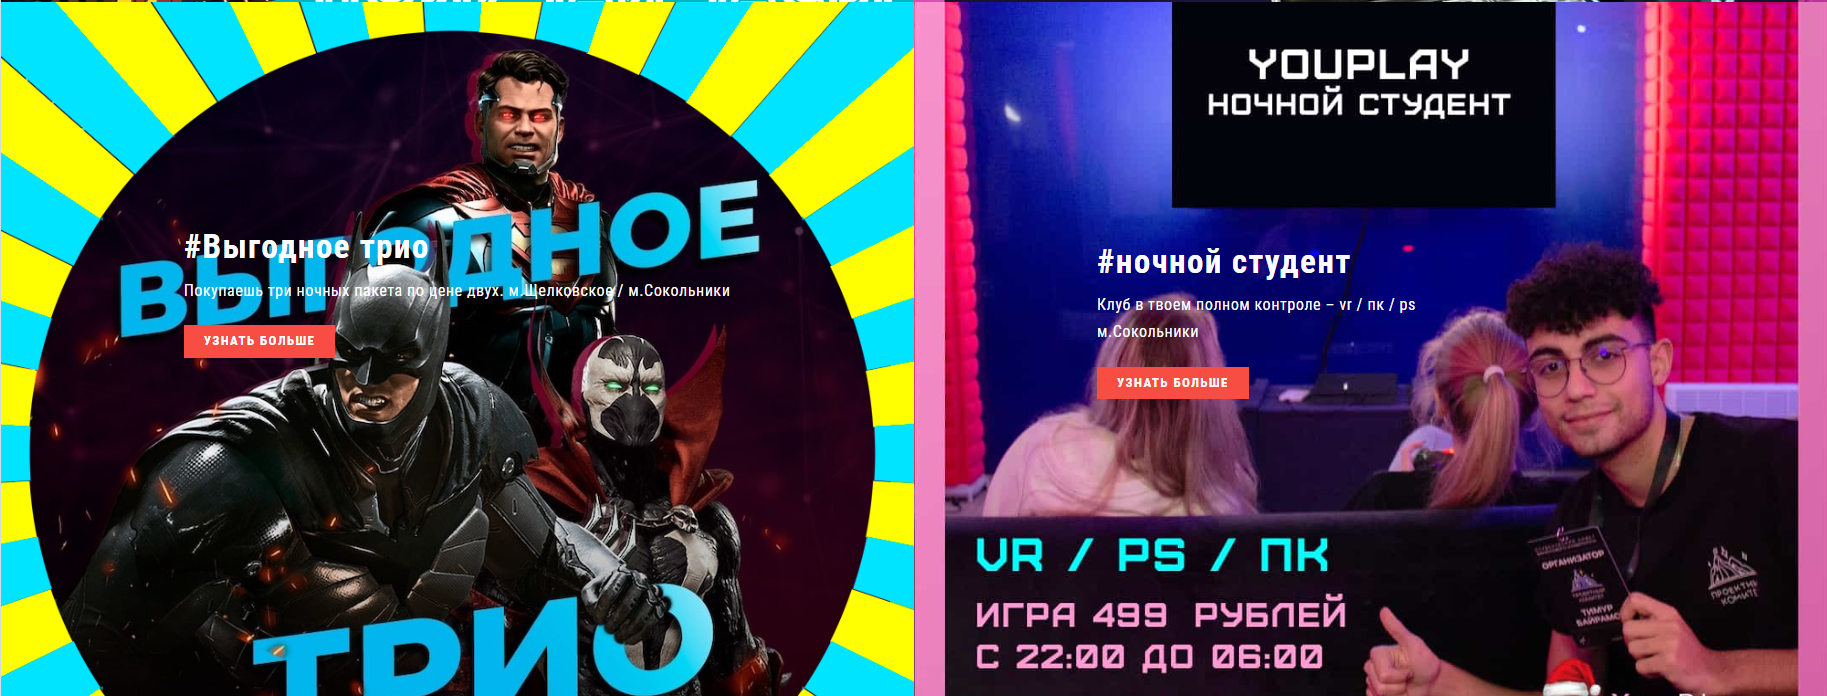 ВЫГОДНОЕ
#Выгодное трио
Покупаешь три ночных пакета по цене двух. м.Щелковское / м.Сокольники
УЗНАТЬ БОЛЬШЕ
ТРИО
YOUPLAY
НОЧНОЙ СТУДЕНТ
#ночной студент
Клуб в твоем полном контроле – vr / пк / ps
м.Сокольники
УЗНАТЬ БОЛЬШЕ
VR / PS / ПК
ИГРА 499 РУБЛЕЙ
С 22:00 ДО 06:00
ОРГАНИЗАТОР
ТИМУР